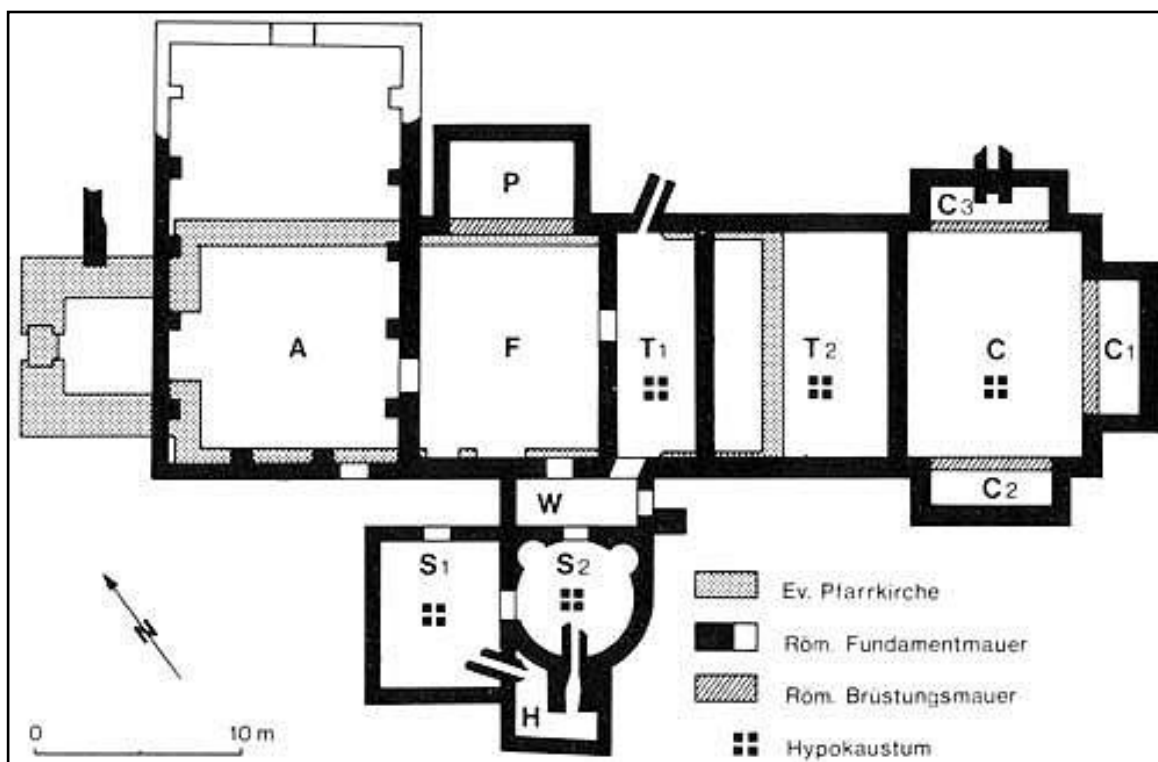 P
C3
A
F
T1
T2
C
C1
W
C2
S1
S2
H
N
0
10 m
Ev. Pfarrkirche
Röm. Fundamentmauer
Röm. Brüstungsmauer
Hypokaustum